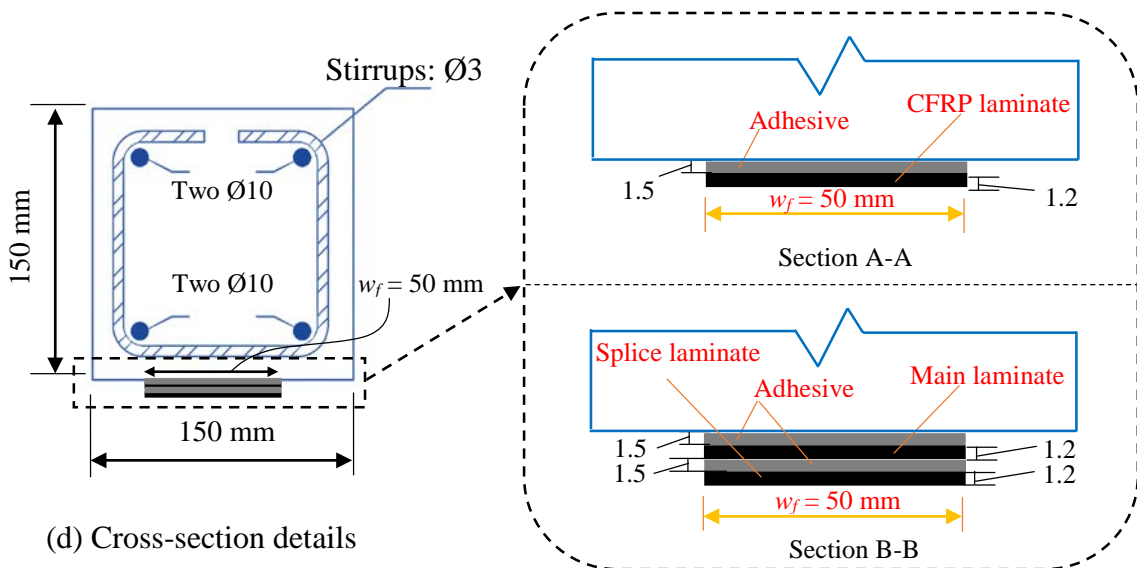 Stirrups: Ø3
Two Ø10
Two Ø10
w_f = 50 mm
150 mm
150 mm
(d) Cross-section details
CFRP laminate
Adhesive
1.5
1.2
w_f = 50 mm
Section A-A
Splice laminate
Adhesive
Main laminate
1.5
1.2
1.5
1.2
w_f = 50 mm
Section B-B